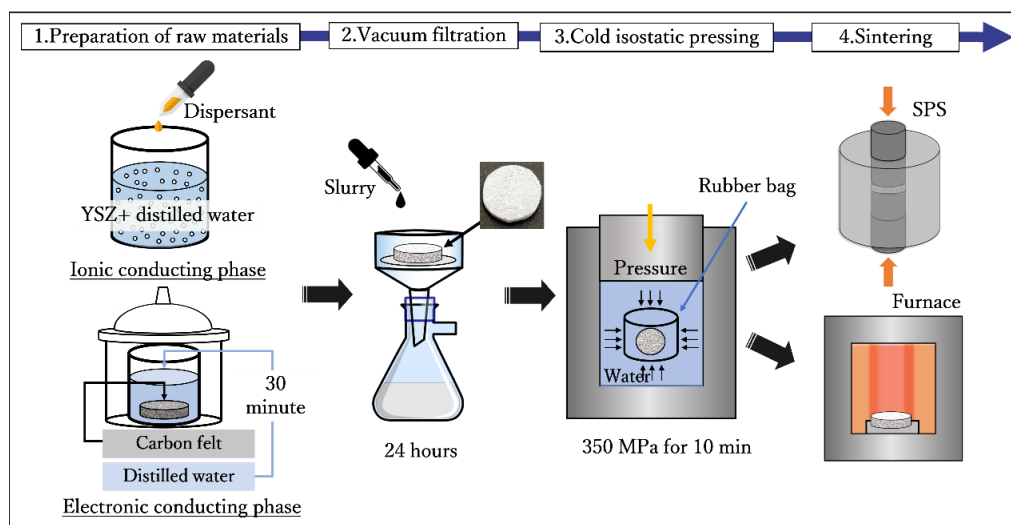 1.Preparation of raw materials
2.Vacuum filtration
3.Cold isostatic pressing
4.Sintering
Dispersant
YSZ+ distilled water
Ionic conducting phase
30
minute
Carbon felt
Distilled water
Electronic conducting phase
Slurry
24 hours
Rubber bag
Pressure
Water
350 MPa for 10 min
SPS
Furnace